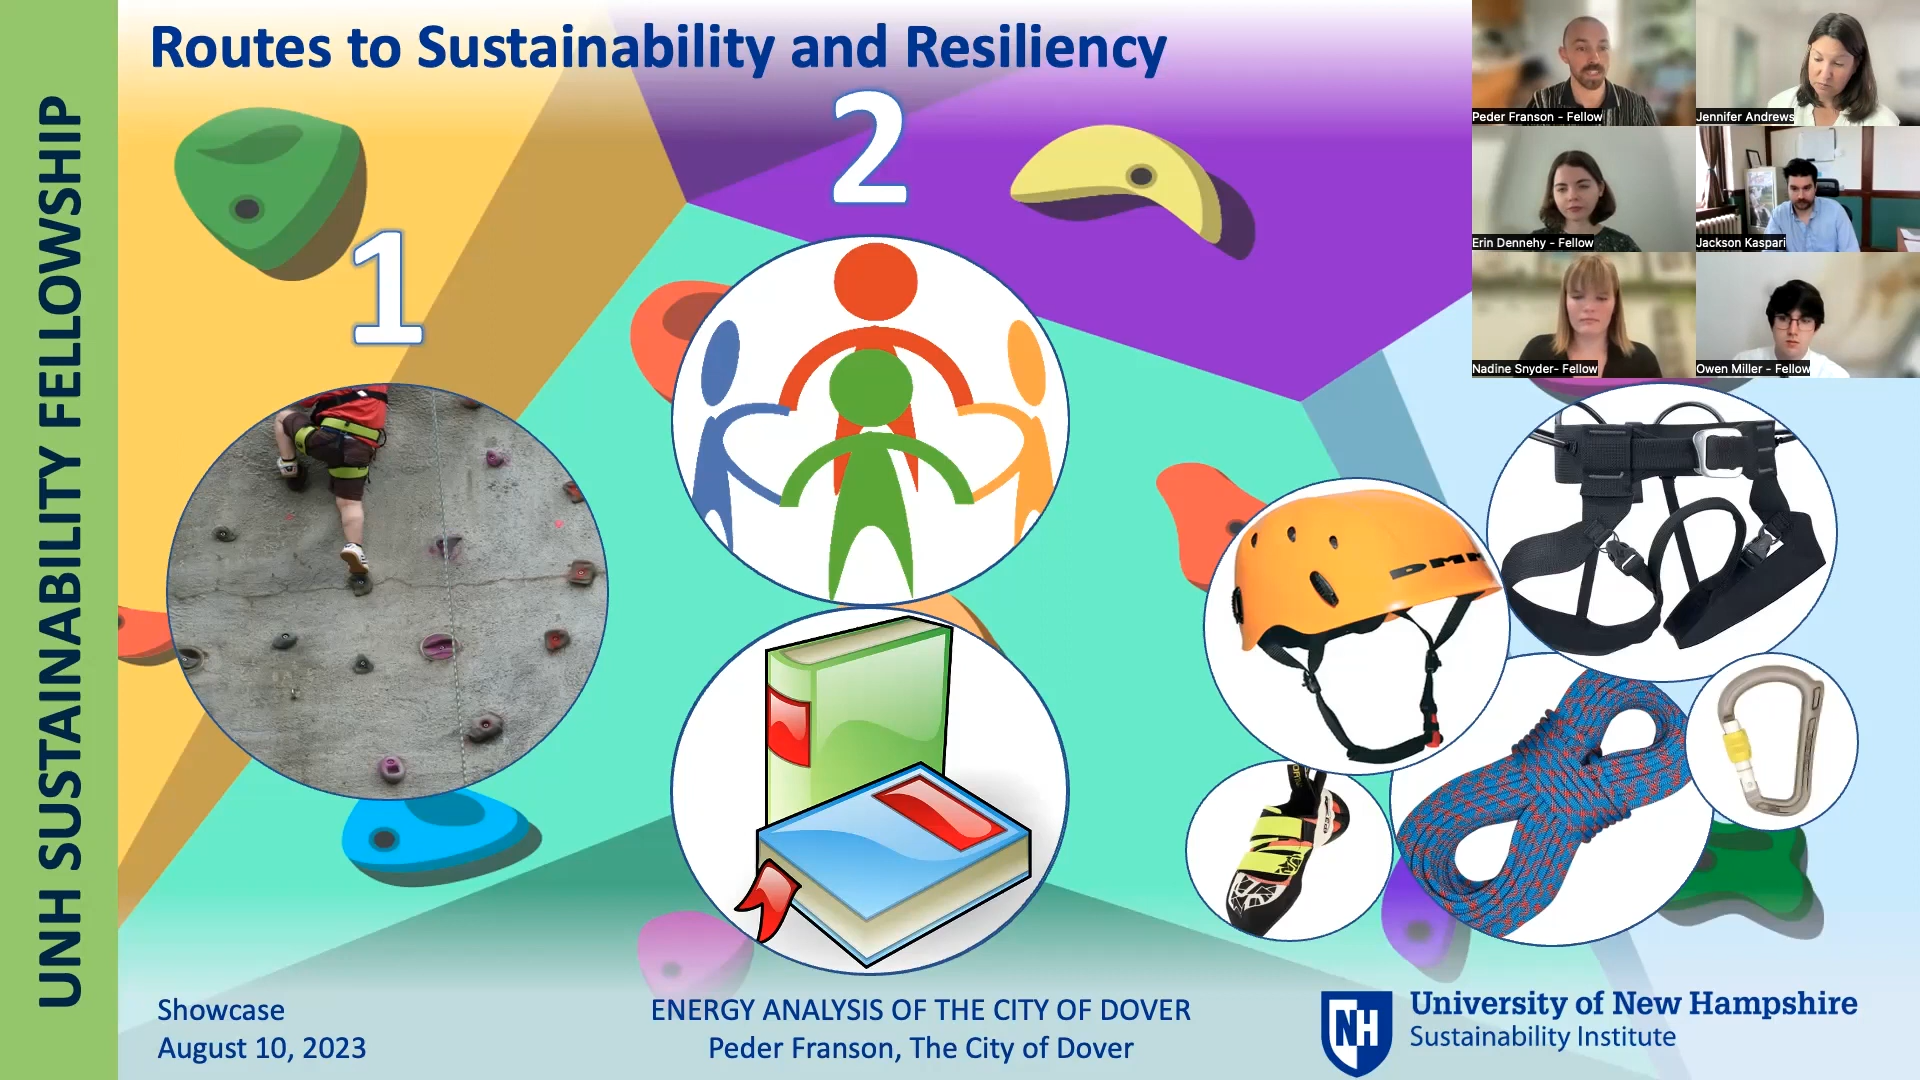 UNH SUSTAINABILITY FELLOWSHIP
Routes to Sustainability and Resiliency
1
2
Peder Franson - Fellow
Jennifer Andrews
Erin Dennehy - Fellow
Jackson Kaspari
Nadine Snyder- Fellow
Owen Miller - Fellow
Showcase
August 10, 2023
ENERGY ANALYSIS OF THE CITY OF DOVER
Peder Franson, The City of Dover
NH
University of New Hampshire
Sustainability Institute